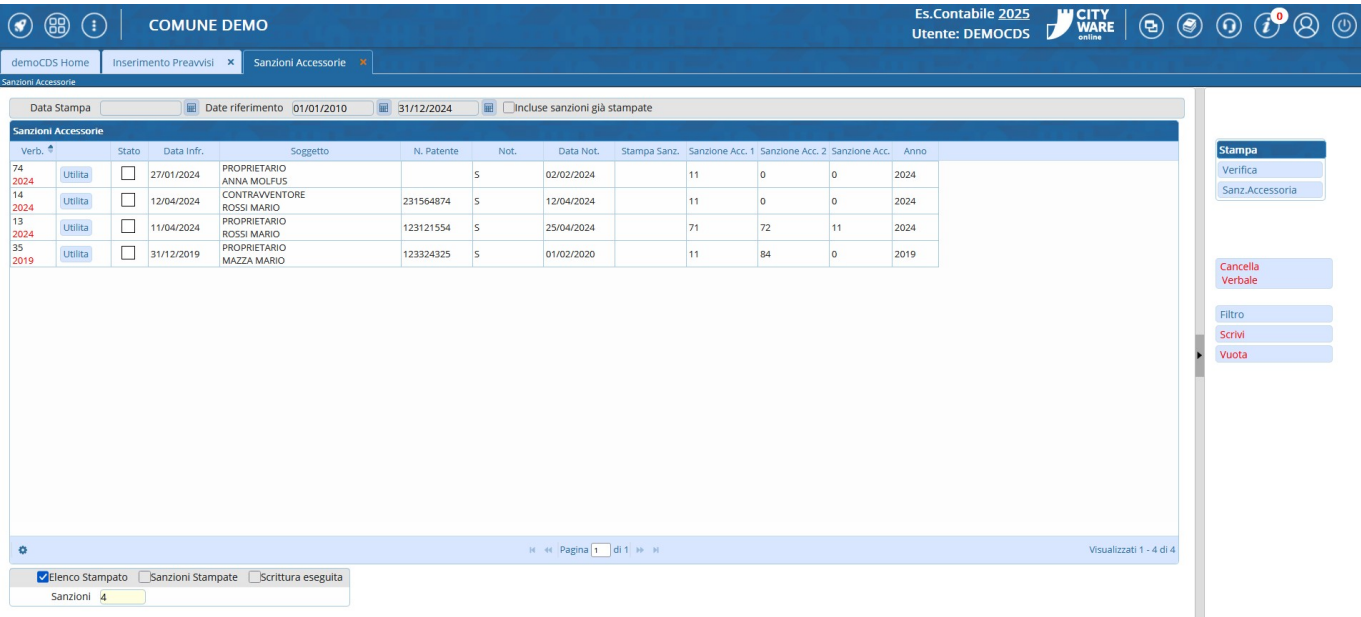 COMUNE DEMO
Es.Contabile 2025
Utente: DEMOCDS
CITY
WARE
online
0
demoCDS Home
Inserimento Preavvisi ×
Sanzioni Accessorie ×
Sanzioni Accessorie
Data Stampa Date riferimento 01/01/2010 31/12/2024 Incluse sanzioni già stampate
Sanzioni Accessorie
Verb. Stato Data Infr. Soggetto N. Patente Not. Data Not. Stampa Sanz. Sanzione Acc. 1 Sanzione Acc. 2 Sanzione Acc. Anno
74 2024 Utilita 27/01/2024 PROPRIETARIO ANNA MOLFUS S 02/02/2024 11 0 0 2024
14 2024 Utilita 12/04/2024 CONTRAVVENTORE ROSSI MARIO 231564874 S 12/04/2024 11 0 0 2024
13 2024 Utilita 11/04/2024 PROPRIETARIO ROSSI MARIO 123121554 S 25/04/2024 71 72 11 2024
35 2019 Utilita 31/12/2019 PROPRIETARIO MAZZA MARIO 123324325 S 01/02/2020 11 84 0 2019
Pagina 1 di 1
Visualizzati 1 - 4 di 4
Elenco Stampato Sanzioni Stampate Scrittura eseguita
Sanzioni 4
Stampa
Verifica
Sanz.Accessoria
Cancella
Verbale
Filtro
Scrivi
Vuota